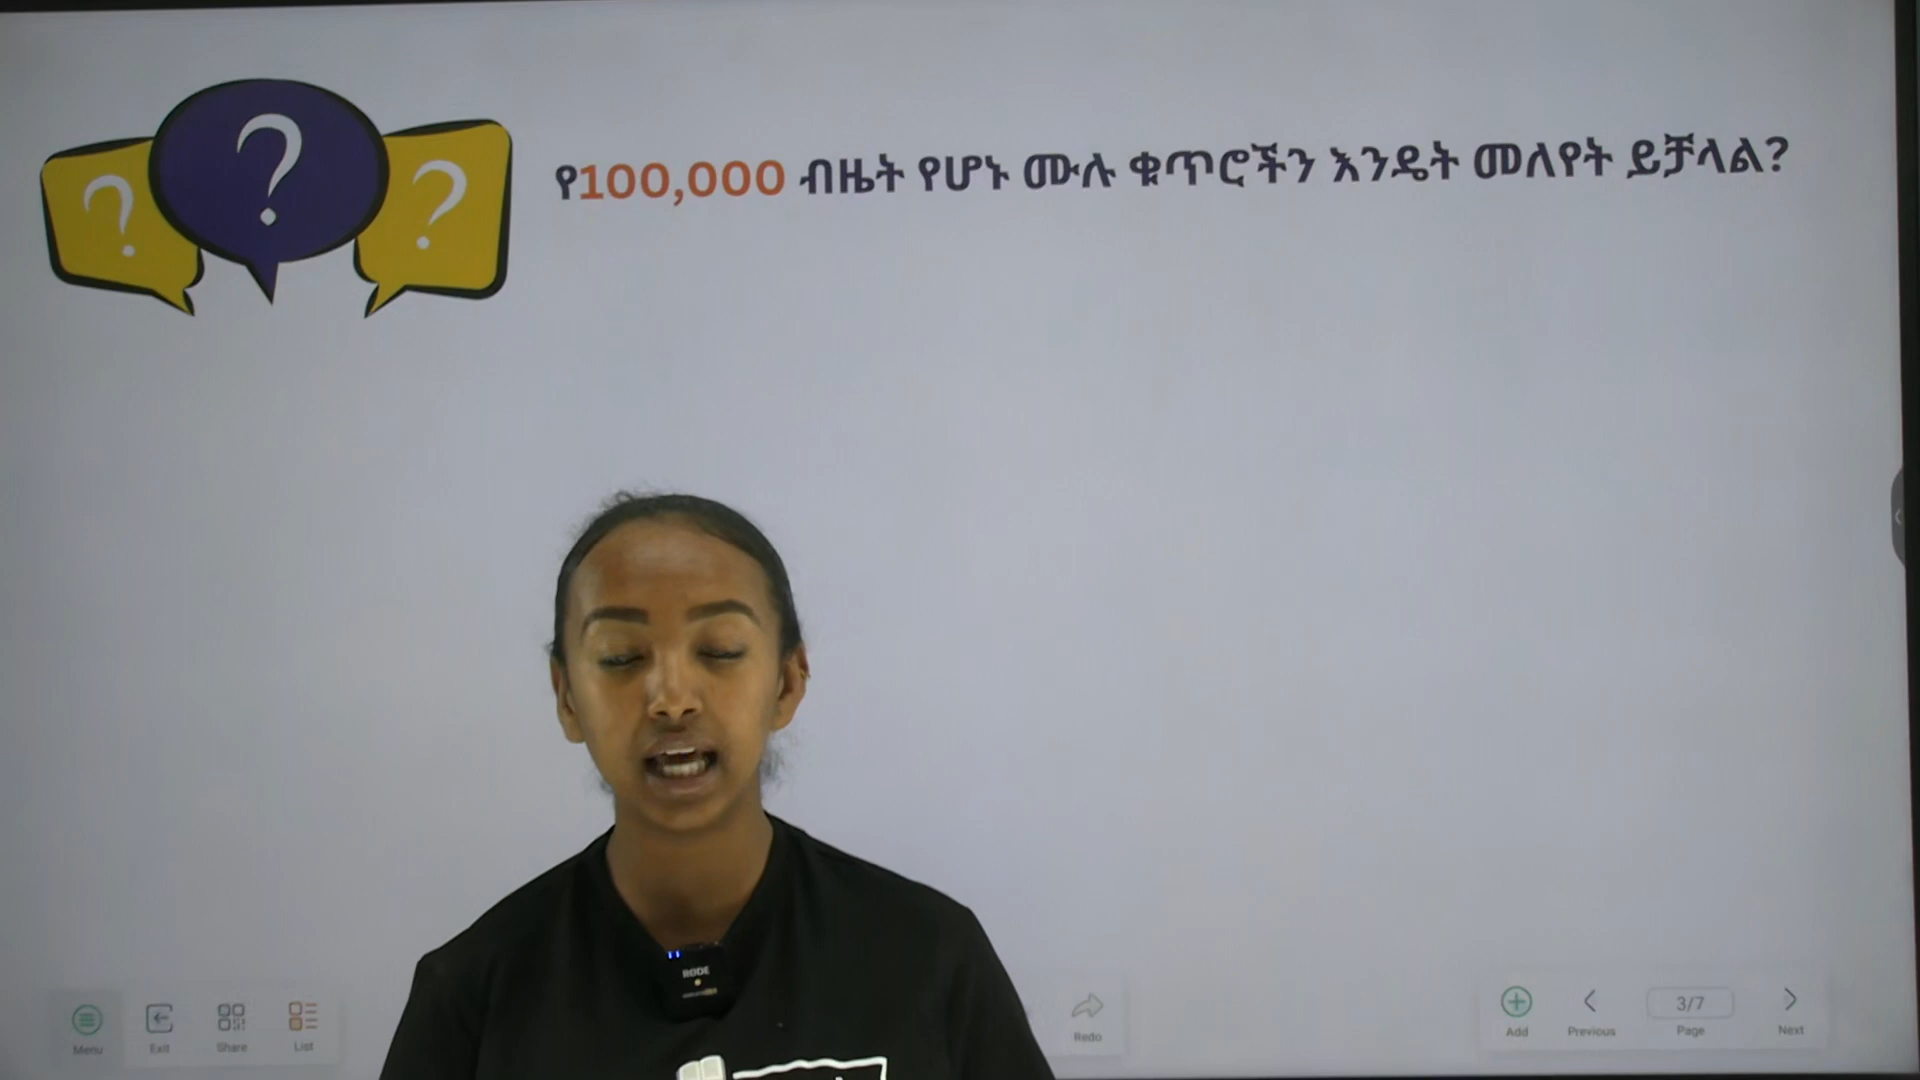 ? ? ?
የ100,000 ብዜት የሆኑ ሙሉ ቁጥሮችን እንዴት መለየት ይቻላል?
RODE
Menu Exit Share List Redo Add Previous 3/7 Page Next